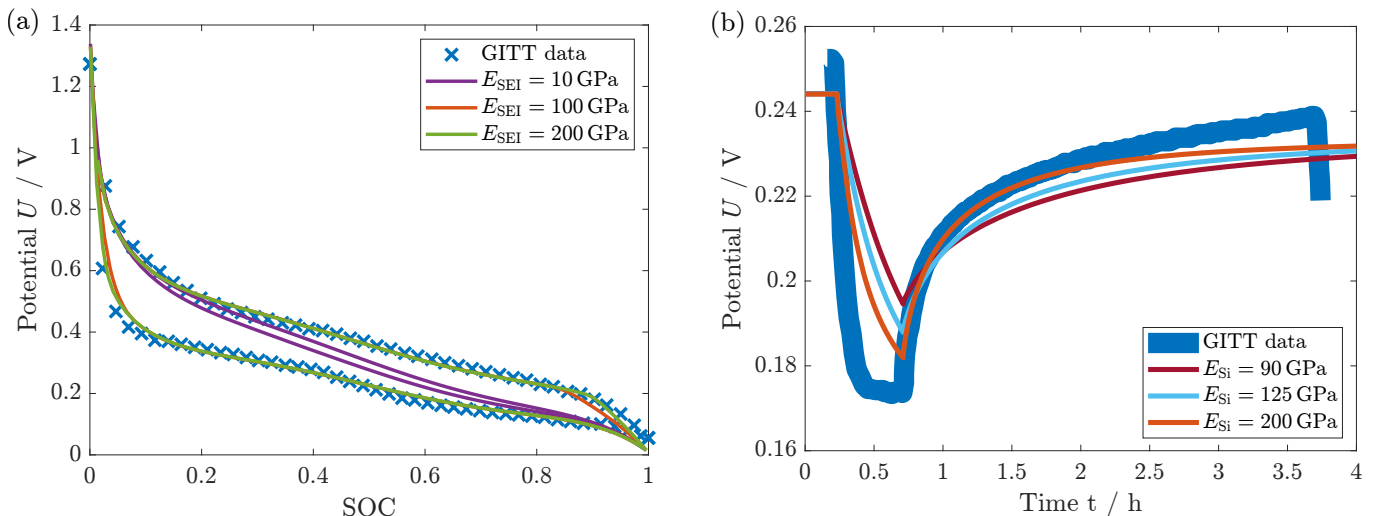 (a)
1.4
1.2
1
0.8
0.6
0.4
0.2
0
Potential U / V
0
0.2
0.4
0.6
0.8
1
SOC
GITT data
E_SEI = 10 GPa
E_SEI = 100 GPa
E_SEI = 200 GPa
(b)
0.26
0.24
0.22
0.2
0.18
0.16
Potential U / V
0
0.5
1
1.5
2
2.5
3
3.5
4
Time t / h
GITT data
E_Si = 90 GPa
E_Si = 125 GPa
E_Si = 200 GPa